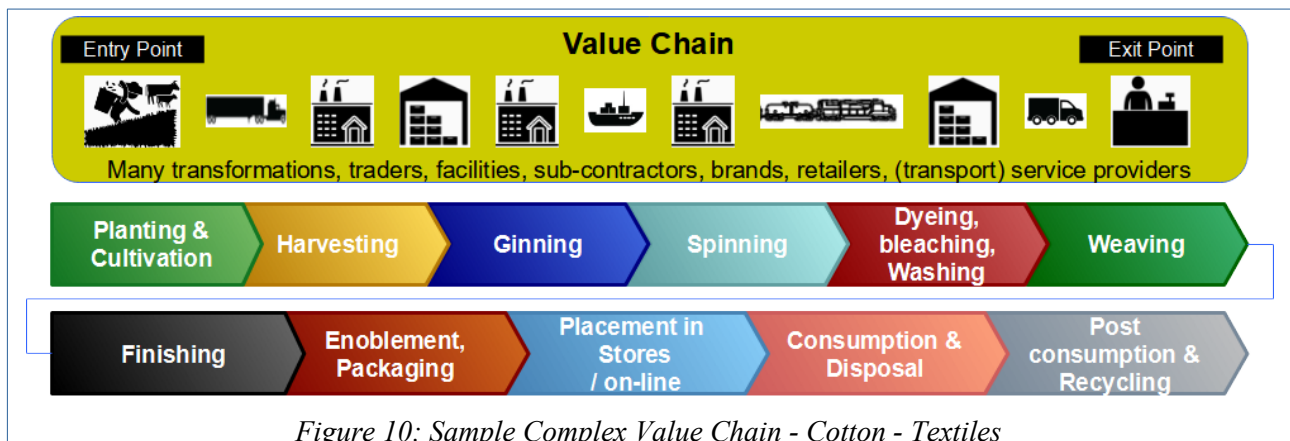 Value Chain
Entry Point
Exit Point
Many transformations, traders, facilities, sub-contractors, brands, retailers, (transport) service providers
Planting &
Cultivation
Harvesting
Ginning
Spinning
Dyeing,
bleaching,
Washing
Weaving
Finishing
Enoblement,
Packaging
Placement in
Stores
/ on-line
Consumption &
Disposal
Post
consumption &
Recycling
Figure 10: Sample Complex Value Chain - Cotton - Textiles